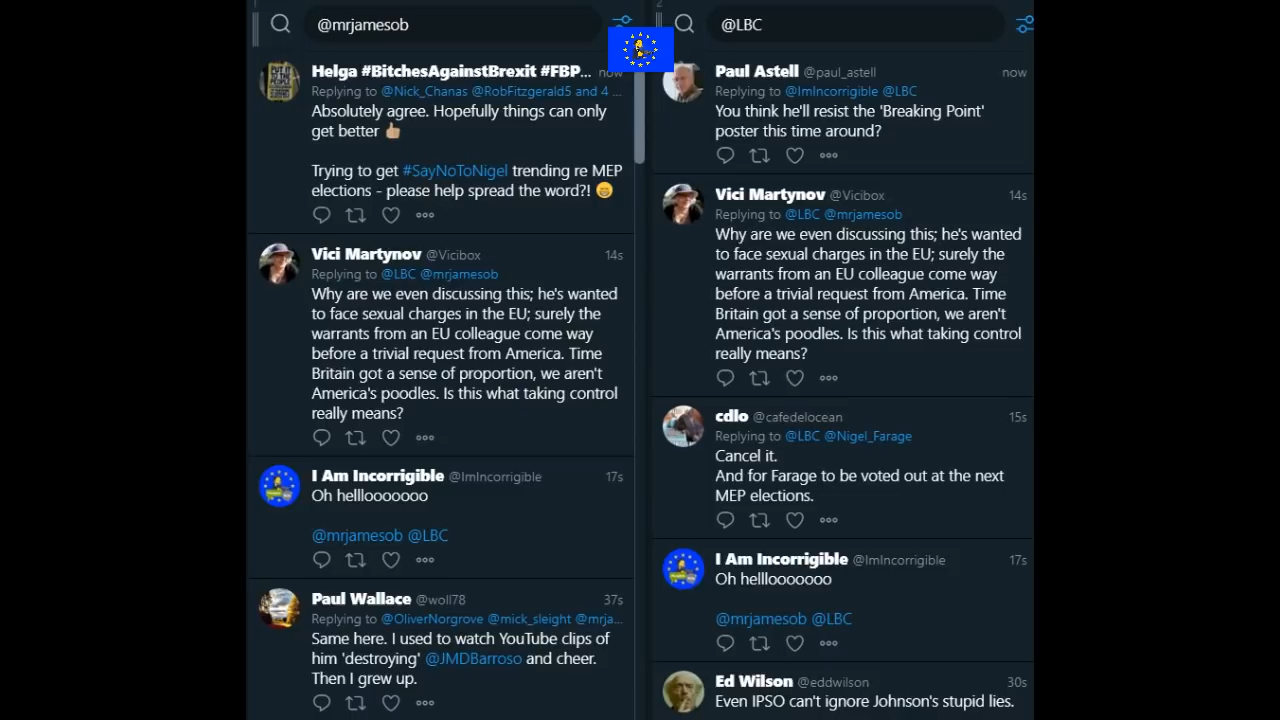 @mrjamesob
Helga #BitchesAgainstBrexit #FBP... now
Replying to @Nick_Chanas @RobFitzgerald5 and 4 ...
Absolutely agree. Hopefully things can only
get better 👍🏼
Trying to get #SayNoToNigel trending re MEP
elections - please help spread the word?! 😁
Vici Martynov @Vicibox 14s
Replying to @LBC @mrjamesob
Why are we even discussing this; he's wanted
to face sexual charges in the EU; surely the
warrants from an EU colleague come way
before a trivial request from America. Time
Britain got a sense of proportion, we aren't
America's poodles. Is this what taking control
really means?
I Am Incorrigible @ImIncorrigible 17s
Oh hellloooooooo
@mrjamesob @LBC
Paul Wallace @woll78 37s
Replying to @OliverNorgrove @mick_sleight @mrja...
Same here. I used to watch YouTube clips of
him 'destroying' @JMDBarroso and cheer.
Then I grew up.
2
@LBC
Paul Astell @paul_astell now
Replying to @ImIncorrigible @LBC
You think he'll resist the 'Breaking Point'
poster this time around?
Vici Martynov @Vicibox 14s
Replying to @LBC @mrjamesob
Why are we even discussing this; he's wanted
to face sexual charges in the EU; surely the
warrants from an EU colleague come way
before a trivial request from America. Time
Britain got a sense of proportion, we aren't
America's poodles. Is this what taking control
really means?
cdlo @cafedelocean 15s
Replying to @LBC @Nigel_Farage
Cancel it.
And for Farage to be voted out at the next
MEP elections.
I Am Incorrigible @ImIncorrigible 17s
Oh hellloooooooo
@mrjamesob @LBC
Ed Wilson @eddwilson 30s
Even IPSO can't ignore Johnson's stupid lies.